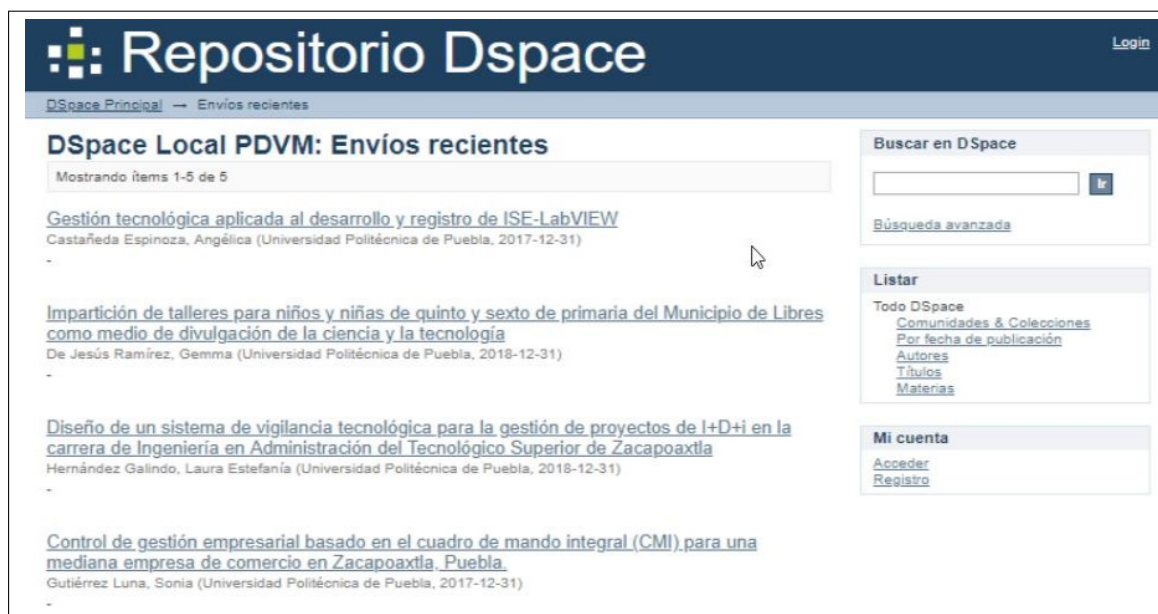 Repositorio Dspace
Login
DSpace Principal → Envíos recientes
DSpace Local PDVM: Envíos recientes
Mostrando ítems 1-5 de 5
Gestión tecnológica aplicada al desarrollo y registro de ISE-LabVIEW
Castañeda Espinoza, Angélica (Universidad Politécnica de Puebla, 2017-12-31)
-
Impartición de talleres para niños y niñas de quinto y sexto de primaria del Municipio de Libres
como medio de divulgación de la ciencia y la tecnología
De Jesús Ramírez, Gemma (Universidad Politécnica de Puebla, 2018-12-31)
-
Diseño de un sistema de vigilancia tecnológica para la gestión de proyectos de I+D+i en la
carrera de Ingeniería en Administración del Tecnológico Superior de Zacapoaxtla
Hernández Galindo, Laura Estefanía (Universidad Politécnica de Puebla, 2018-12-31)
-
Control de gestión empresarial basado en el cuadro de mando integral (CMI) para una
mediana empresa de comercio en Zacapoaxtla, Puebla.
Gutiérrez Luna, Sonia (Universidad Politécnica de Puebla, 2017-12-31)
-
Buscar en DSpace
Ir
Búsqueda avanzada
Listar
Todo DSpace
Comunidades & Colecciones
Por fecha de publicación
Autores
Títulos
Materias
Mi cuenta
Acceder
Registro